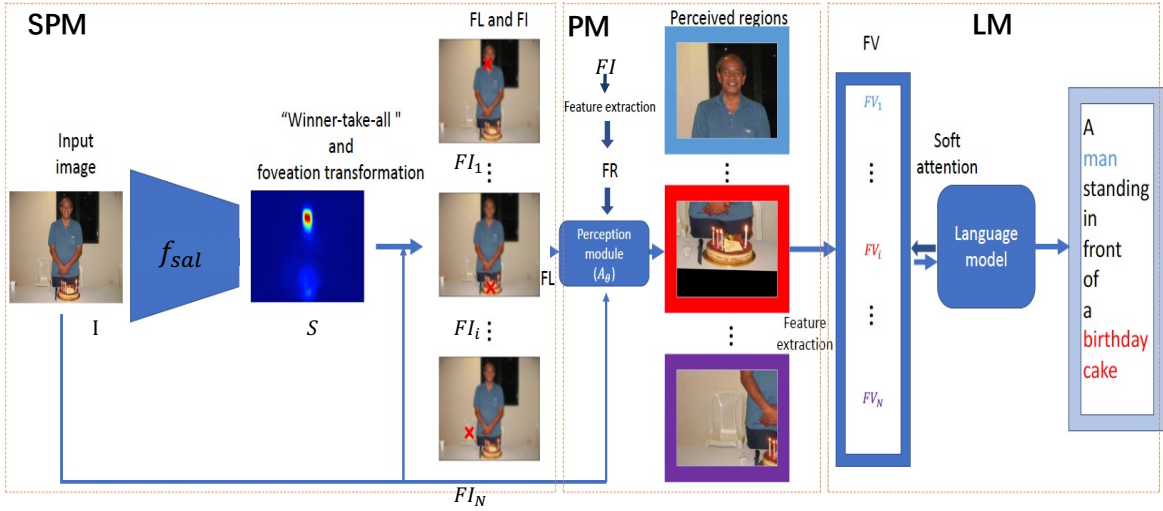 SPM
Input
image
I
f_sal
S
“Winner-take-all "
and
foveation transformation
FL and FI
FI_1
FI_i
FI_N
PM
FI
Feature extraction
FR
FL
Perception
module
(A_θ)
Perceived regions
Feature
extraction
LM
FV
FV_1
FV_i
FV_N
Soft
attention
Language
model
A
man
standing
in
front
of
a
birthday
cake